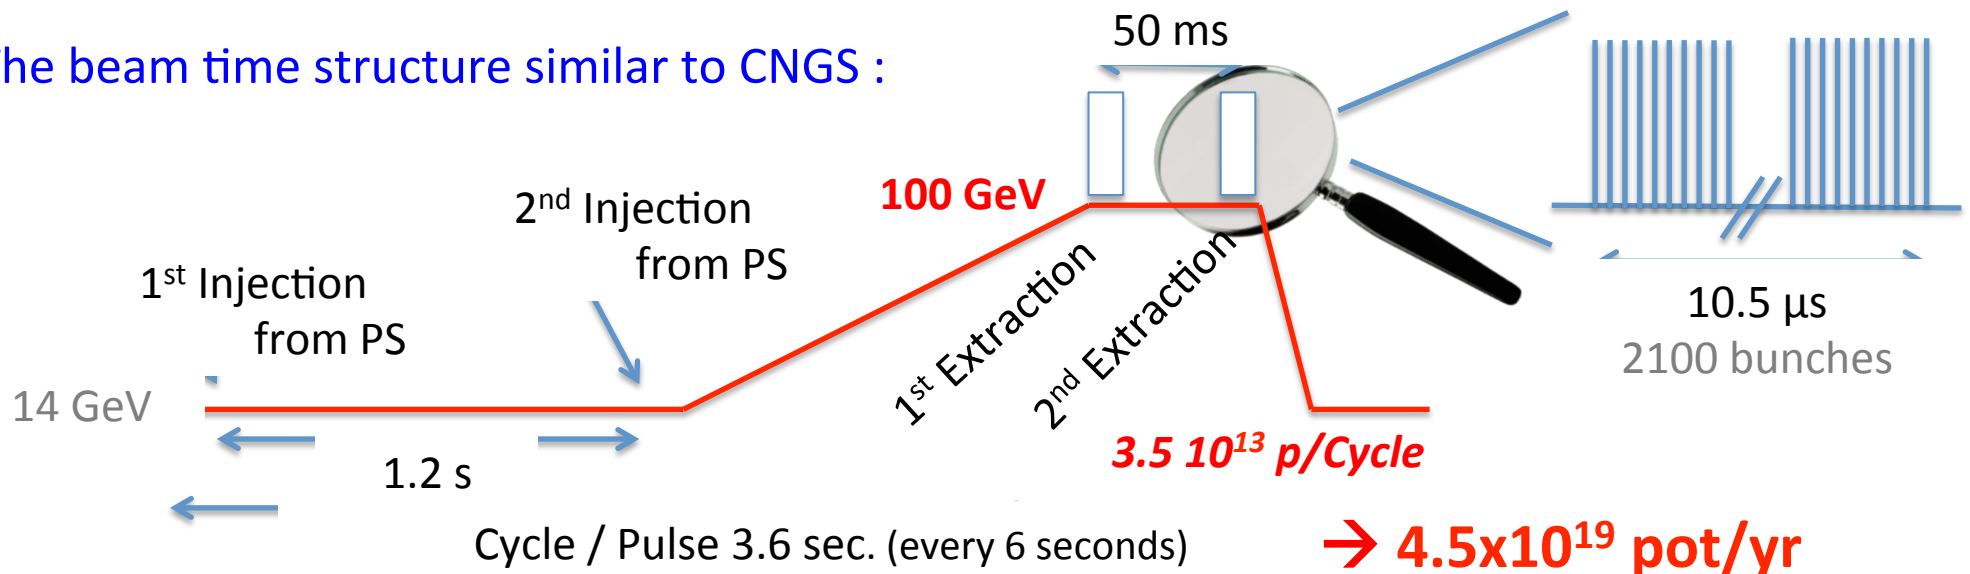 he beam time structure similar to CNGS :
50 ms
100 GeV
2nd Injection
from PS
1st Injection
from PS
14 GeV
1.2 s
1st Extraction
2nd Extraction
10.5 µs
2100 bunches
3.5 10^13 p/Cycle
Cycle / Pulse 3.6 sec. (every 6 seconds)
→ 4.5x10^19 pot/yr